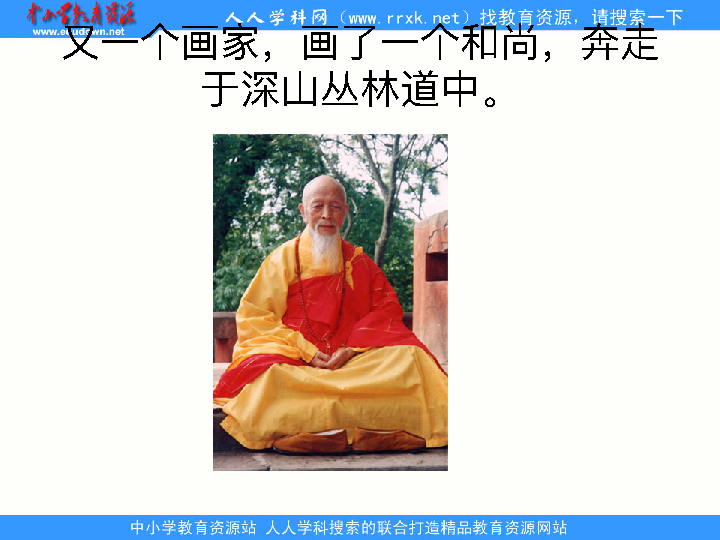 中小学教育资源
www.edudown.net
人人学科网（www.rrxk.net）找教育资源，请搜索一下
又一个画家，画了一个和尚，奔走
于深山丛林道中。
中小学教育资源站 人人学科搜索的联合打造精品教育资源网站